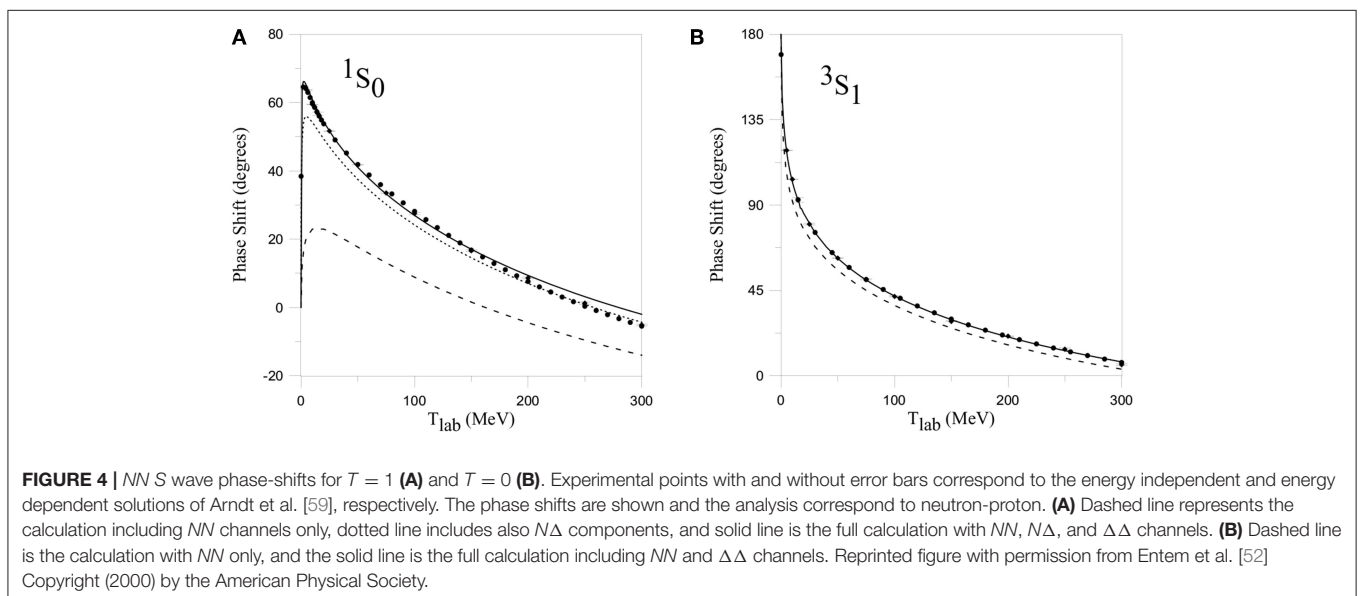 A
80
60
40
20
0
-20
Phase Shift (degrees)
1S0
0
100
200
300
Tlab (MeV)
B
180
135
90
45
0
Phase Shift (degrees)
3S1
0
100
200
300
Tlab (MeV)
FIGURE 4 | NN S wave phase-shifts for T = 1 (A) and T = 0 (B). Experimental points with and without error bars correspond to the energy independent and energy
dependent solutions of Arndt et al. [59], respectively. The phase shifts are shown and the analysis correspond to neutron-proton. (A) Dashed line represents the
calculation including NN channels only, dotted line includes also NΔ components, and solid line is the full calculation with NN, NΔ, and ΔΔ channels. (B) Dashed line
is the calculation with NN only, and the solid line is the full calculation including NN and ΔΔ channels. Reprinted figure with permission from Entem et al. [52]
Copyright (2000) by the American Physical Society.